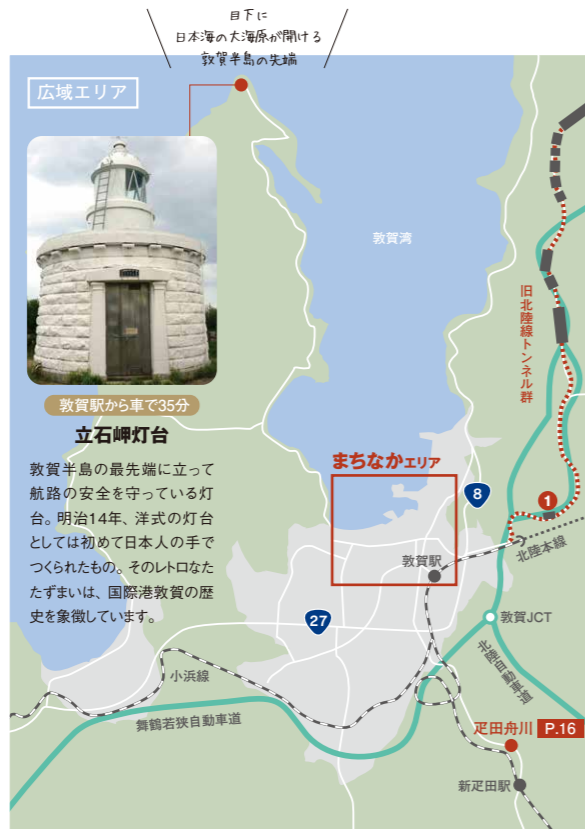 目下に
日本海の大海原が開ける
敦賀半島の先端
広域エリア
敦賀湾
旧北陸線トンネル群
敦賀駅から車で35分
立石岬灯台
敦賀半島の最先端に立って
航路の安全を守っている灯
台。明治14年、洋式の灯台
としては初めて日本人の手で
つくられたもの。そのレトロなた
たずまいは、国際港敦賀の歴
史を象徴しています。
まちなかエリア
8
1
北陸本線
敦賀駅
27
敦賀JCT
北陸自動車道
小浜線
舞鶴若狭自動車道
疋田舟川 P.16
新疋田駅